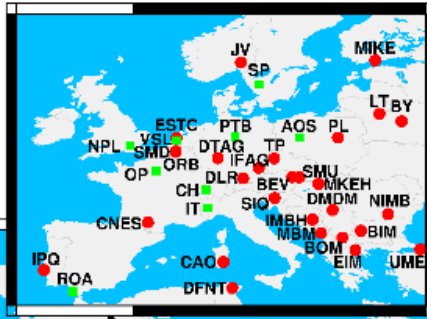 JV
MIKE
SP
LT BY
ESTC
PTB
AOS
PL
VSL
NPL
SMD
DTAG
TP
ORB
IFAG
OP
DLR
SMU
CH
BEV
MKEH
IT
SIO
DMDM
NIMB
CNES
IMBH
MBM
BIM
BOM
IPQ
CAO
EIM
UME
ROA
DFNT